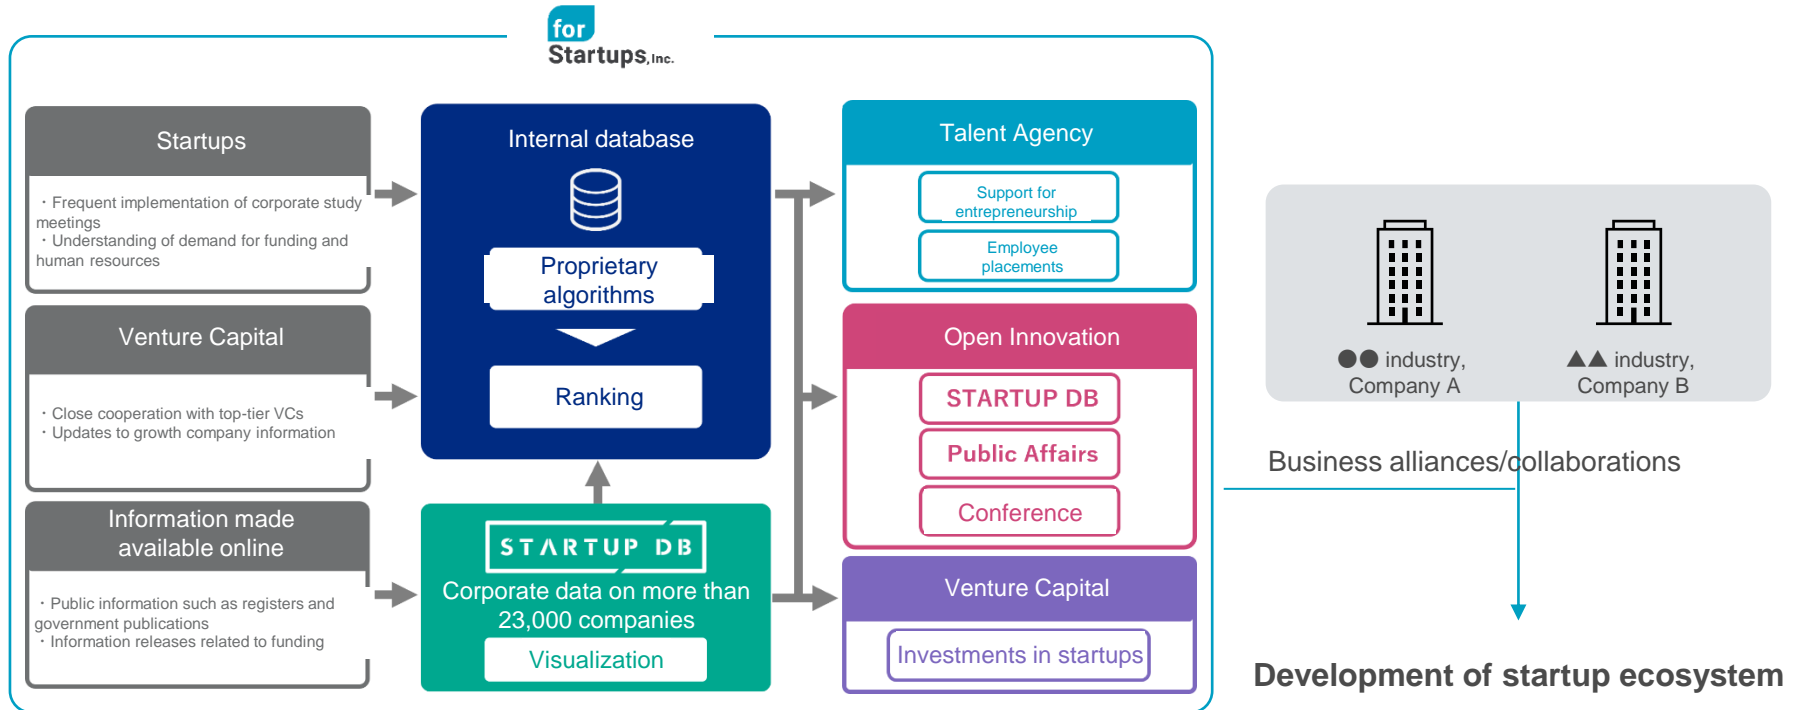 for
Startups, Inc.
Startups
・Frequent implementation of corporate study
meetings
・Understanding of demand for funding and
human resources
Venture Capital
・Close cooperation with top-tier VCs
・Updates to growth company information
Information made
available online
・Public information such as registers and
government publications
・Information releases related to funding
Internal database
Proprietary
algorithms
Ranking
STARTUP DB
Corporate data on more than
23,000 companies
Visualization
Talent Agency
Support for
entrepreneurship
Employee
placements
Open Innovation
STARTUP DB
Public Affairs
Conference
Venture Capital
Investments in startups
●● industry,
Company A
▲▲ industry,
Company B
Business alliances/collaborations
Development of startup ecosystem